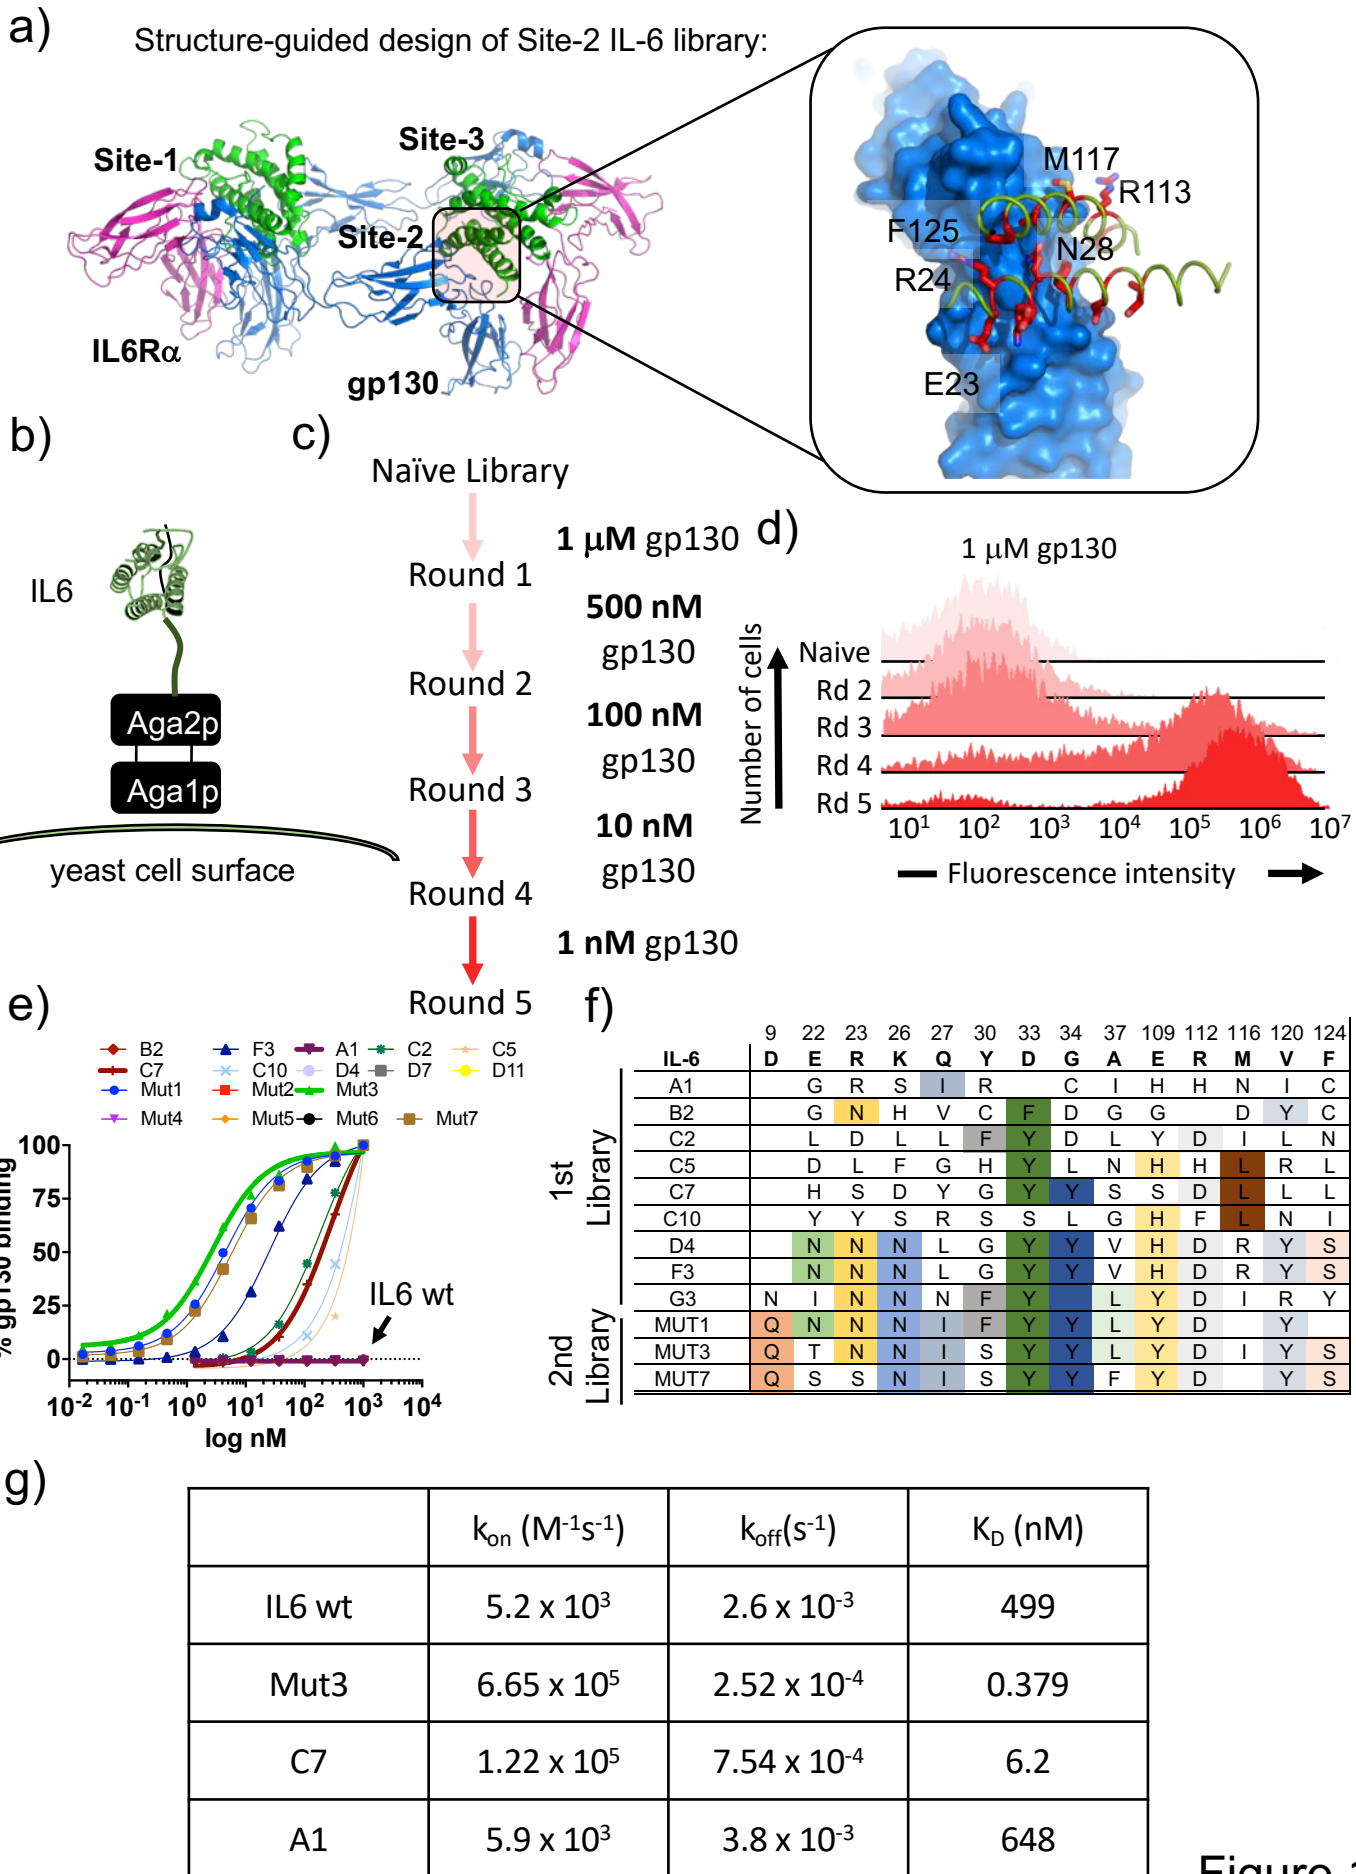 a)
Structure-guided design of Site-2 IL-6 library:
Site-1
Site-3
Site-2
IL6Rα
gp130
M117
R113
F125
N28
R24
E23
b)
IL6
Aga2p
Aga1p
yeast cell surface
c)
Naïve Library
1 μM gp130
Round 1
500 nM
gp130
Round 2
100 nM
gp130
Round 3
10 nM
gp130
Round 4
1 nM gp130
Round 5
d)
1 μM gp130
Number of cells
Naive
Rd 2
Rd 3
Rd 4
Rd 5
10¹ 10² 10³ 10⁴ 10⁵ 10⁶ 10⁷
Fluorescence intensity
e)
B2 F3 A1 C2 C5
C7 C10 D4 D7 D11
Mut1 Mut2 Mut3
Mut4 Mut5 Mut6 Mut7
% gp130 binding
100
75
50
25
0
IL6 wt
10⁻² 10⁻¹ 10⁰ 10¹ 10² 10³ 10⁴
log nM
f)
9 22 23 26 27 30 33 34 37 109 112 116 120 124
IL-6 D E R K Q Y D G A E R M V F
1st Library
A1 G R S I R C I H H N I C
B2 G N H V C F D G G D Y C
C2 L D L L F Y D L Y D I L N
C5 D L F G H Y L N H H L R L
C7 H S D Y G Y Y S S D L L L
C10 Y Y S R S S L G H F L N I
D4 N N N L G Y Y V H D R Y S
F3 N N N L G Y Y V H D R Y S
G3 N I N N N F Y L Y D I R Y
2nd Library
MUT1 Q N N N I F Y Y L Y D Y
MUT3 Q T N N I S Y Y L Y D I Y S
MUT7 Q S S N I S Y Y F Y D Y S
g)
kon (M⁻¹s⁻¹) koff(s⁻¹) KD (nM)
IL6 wt 5.2 x 10³ 2.6 x 10⁻³ 499
Mut3 6.65 x 10⁵ 2.52 x 10⁻⁴ 0.379
C7 1.22 x 10⁵ 7.54 x 10⁻⁴ 6.2
A1 5.9 x 10³ 3.8 x 10⁻³ 648
Figure